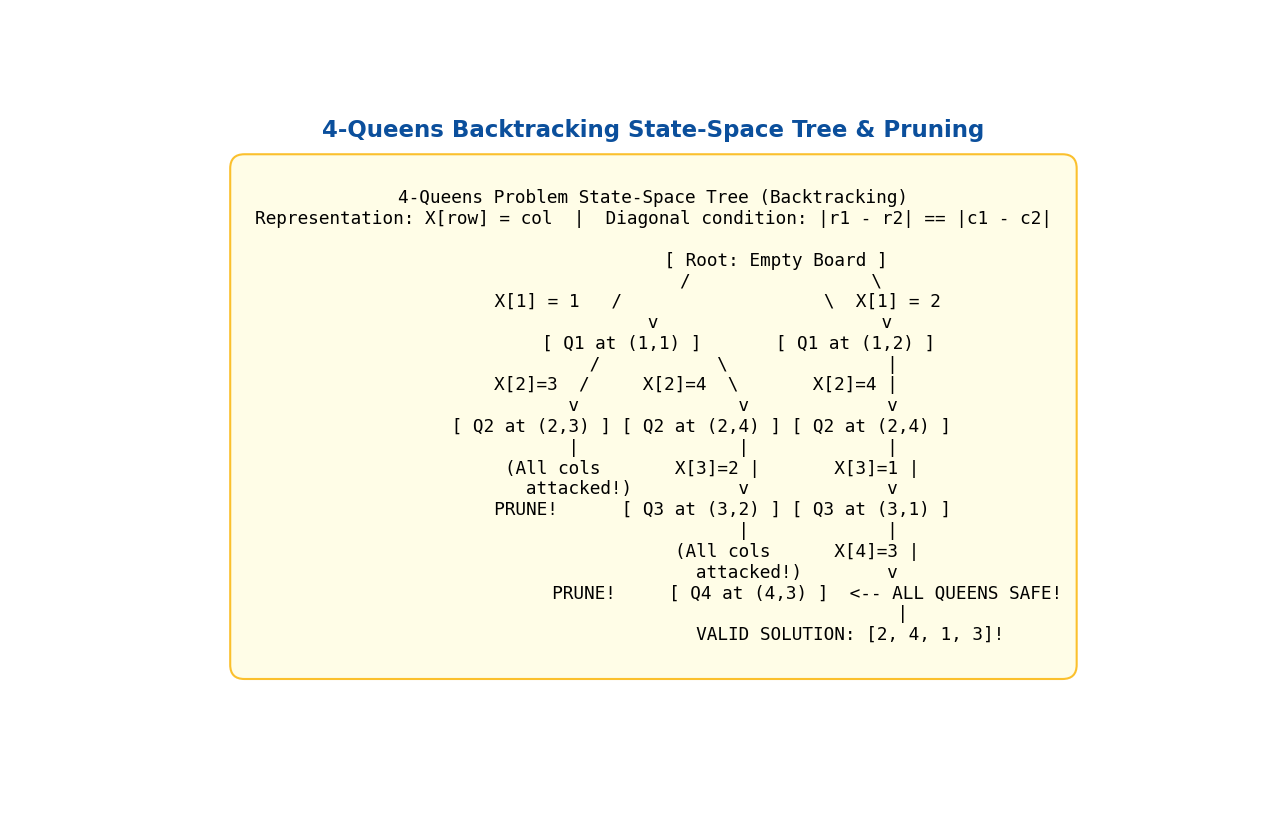 4-Queens Backtracking State-Space Tree & Pruning
4-Queens Problem State-Space Tree (Backtracking)
Representation: X[row] = col  |  Diagonal condition: |r1 - r2| == |c1 - c2|
[ Root: Empty Board ]
/                 \
X[1] = 1   /                   \  X[1] = 2
v                     v
[ Q1 at (1,1) ]       [ Q1 at (1,2) ]
/           \               |
X[2]=3  /     X[2]=4  \       X[2]=4 |
v               v             v
[ Q2 at (2,3) ] [ Q2 at (2,4) ] [ Q2 at (2,4) ]
|               |             |
(All cols       X[3]=2 |       X[3]=1 |
attacked!)          v             v
PRUNE!      [ Q3 at (3,2) ] [ Q3 at (3,1) ]
|             |
(All cols      X[4]=3 |
attacked!)        v
PRUNE!     [ Q4 at (4,3) ]  <-- ALL QUEENS SAFE!
|
VALID SOLUTION: [2, 4, 1, 3]!